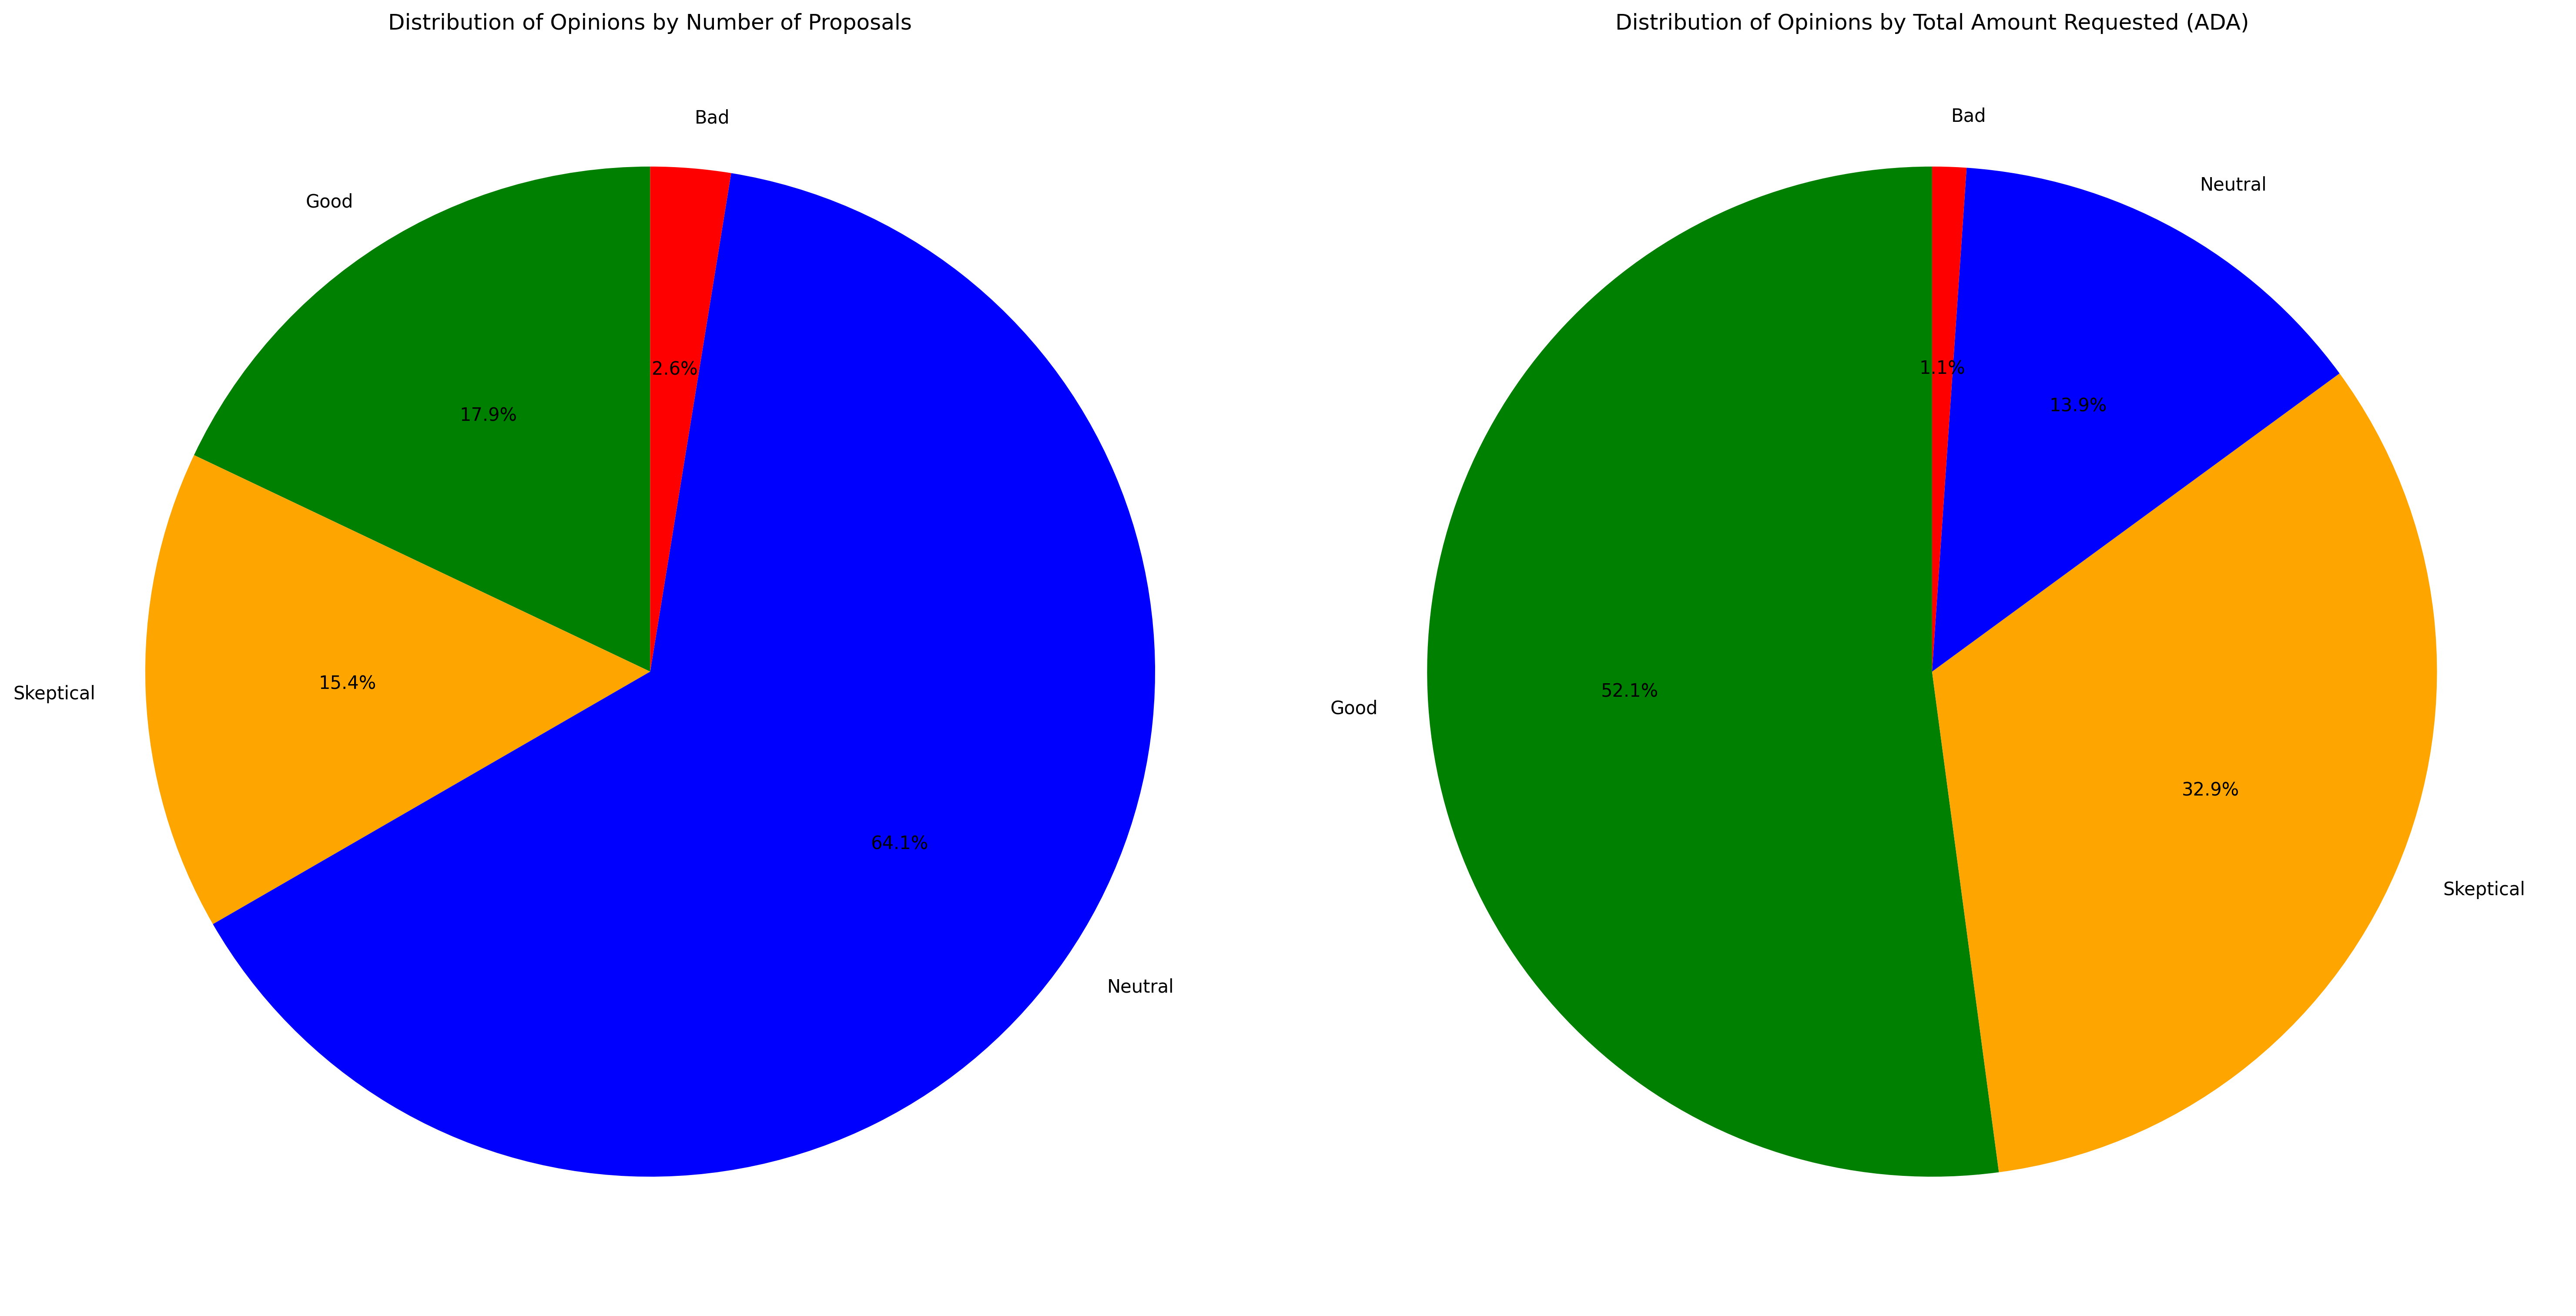 Distribution of Opinions by Number of Proposals
Bad
Good
2.6%
17.9%
15.4%
Skeptical
64.1%
Neutral
Distribution of Opinions by Total Amount Requested (ADA)
Bad
Neutral
1.1%
13.9%
52.1%
Good
32.9%
Skeptical